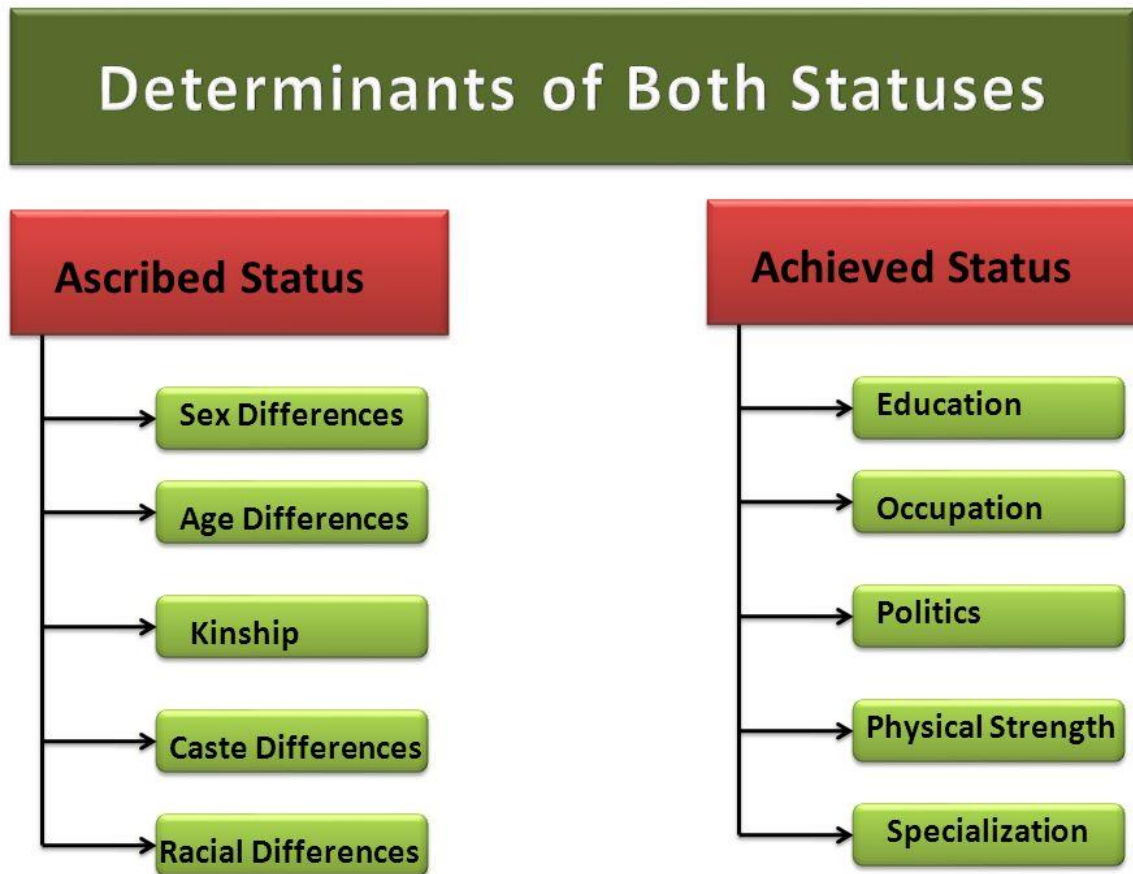 Determinants of Both Statuses
Ascribed Status
Sex Differences
Age Differences
Kinship
Caste Differences
Racial Differences
Achieved Status
Education
Occupation
Politics
Physical Strength
Specialization